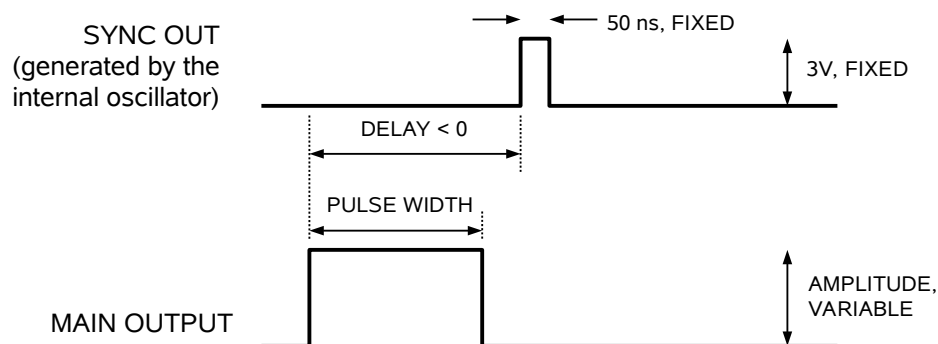 SYNC OUT
(generated by the
internal oscillator)
50 ns, FIXED
3V, FIXED
DELAY < 0
PULSE WIDTH
AMPLITUDE,
VARIABLE
MAIN OUTPUT